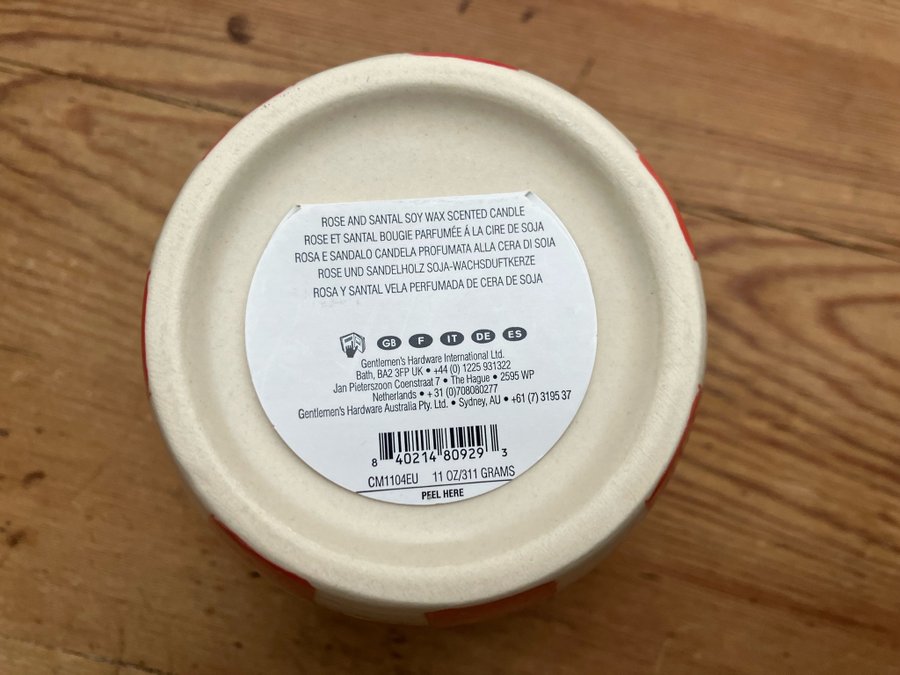 ROSE AND SANTAL SOY WAX SCENTED CANDLE
ROSE ET SANTAL BOUGIE PARFUMÉE Á LA CIRE DE SOJA
ROSA E SANDALO CANDELA PROFUMATA ALLA CERA DI SOIA
ROSE UND SANDELHOLZ SOJA-WACHSDUFTKERZE
ROSA Y SANTAL VELA PERFUMADA DE CERA DE SOJA
GB F IT DE ES
Gentlemen's Hardware International Ltd.
Bath, BA2 3FP UK • +44 (0) 1225 931322
Jan Pieterszoon Coenstraat 7 • The Hague • 2595 WP
Netherlands • + 31 (0)708080277
Gentlemen's Hardware Australia Pty. Ltd. • Sydney, AU • +61 (7) 3195 37
8 40214 80929 3
CM1104EU 11 OZ/311 GRAMS
PEEL HERE